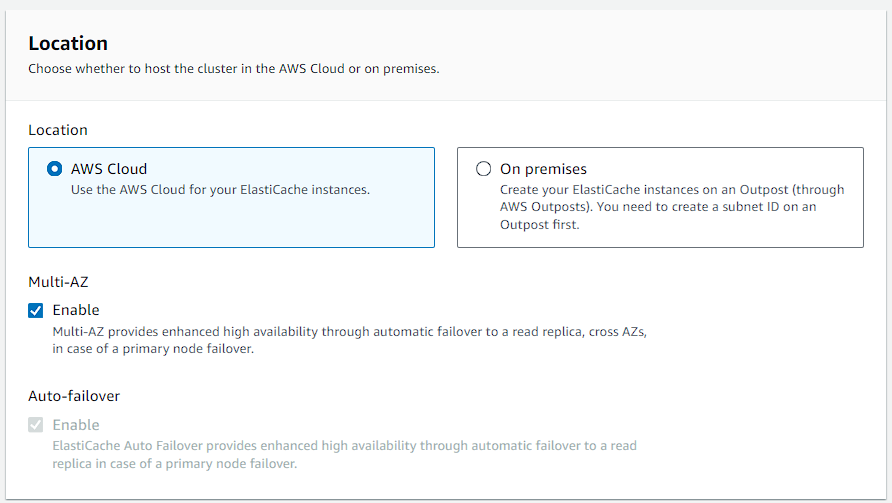 Location
Choose whether to host the cluster in the AWS Cloud or on premises.
Location
AWS Cloud
Use the AWS Cloud for your ElastiCache instances.
On premises
Create your ElastiCache instances on an Outpost (through
AWS Outposts). You need to create a subnet ID on an
Outpost first.
Multi-AZ
Enable
Multi-AZ provides enhanced high availability through automatic failover to a read replica, cross AZs,
in case of a primary node failover.
Auto-failover
Enable
ElastiCache Auto Failover provides enhanced high availability through automatic failover to a read
replica in case of a primary node failover.